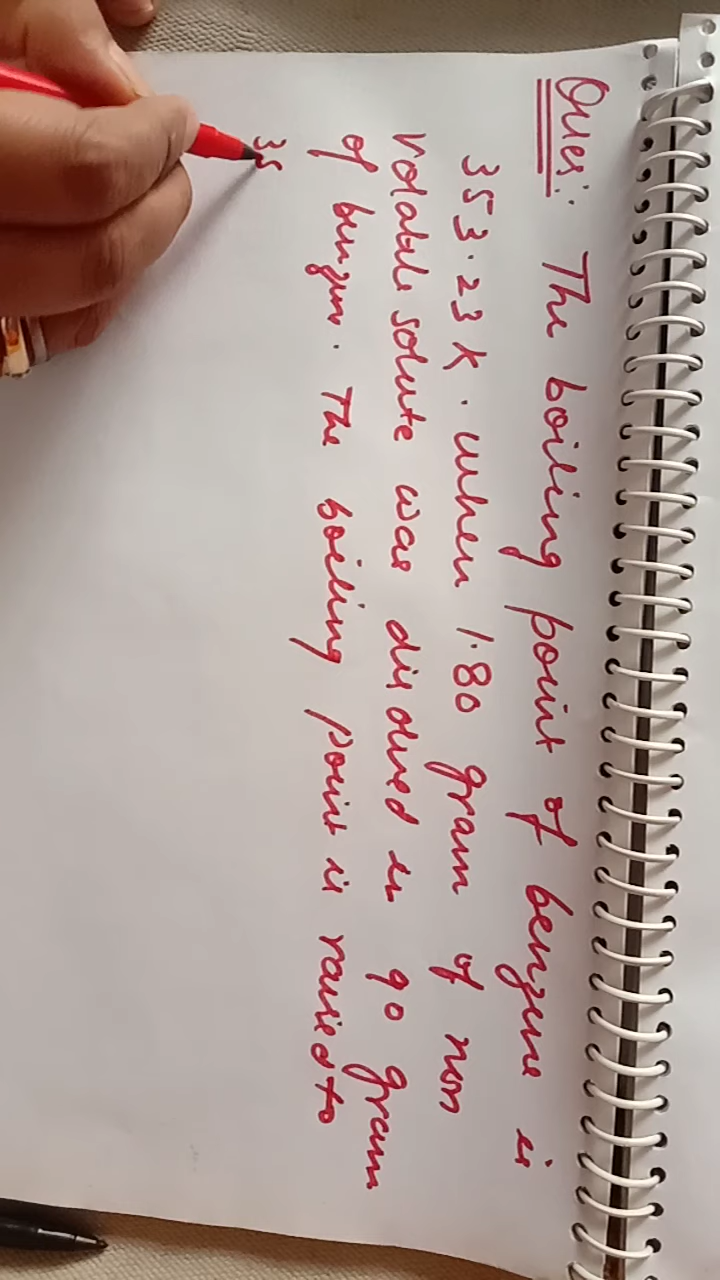 Ques:- The boiling point of benzene is
353.23 K. when 1.80 gram of non
volatile solute was disolved in 90 gram
of benzene. The boiling point is raised to
35